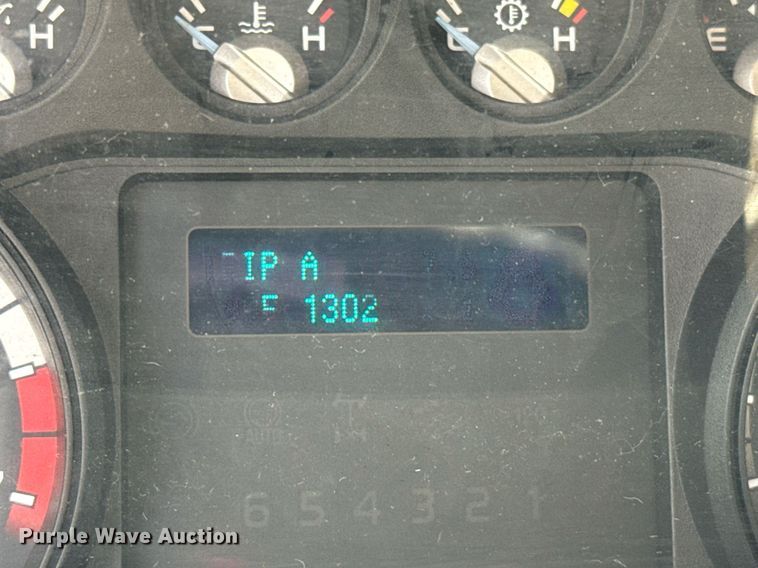 H C H C H E
IP A
F 1302
AUTO
6 5 4 3 2 1
Purple Wave Auction